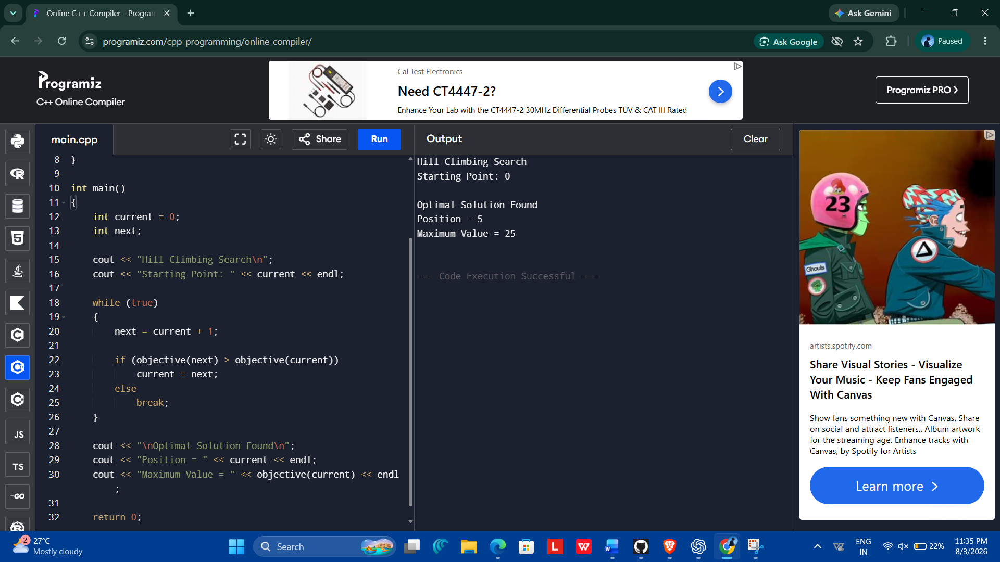 Online C++ Compiler - Program
Ask Gemini
programiz.com/cpp-programming/online-compiler/
Ask Google
Paused
Programiz
C++ Online Compiler
Cal Test Electronics
Need CT4447-2?
Enhance Your Lab with the CT4447-2 30MHz Differential Probes TUV & CAT III Rated
Programiz PRO
main.cpp
Share
Run
Output
Clear
8 }
9
10 int main()
11 {
12 int current = 0;
13 int next;
14
15 cout << "Hill Climbing Search\n";
16 cout << "Starting Point: " << current << endl;
17
18 while (true)
19 {
20 next = current + 1;
21
22 if (objective(next) > objective(current))
23 current = next;
24 else
25 break;
26 }
27
28 cout << "\nOptimal Solution Found\n";
29 cout << "Position = " << current << endl;
30 cout << "Maximum Value = " << objective(current) << endl
;
31
32 return 0;
Hill Climbing Search
Starting Point: 0
Optimal Solution Found
Position = 5
Maximum Value = 25
=== Code Execution Successful ===
JS
TS
GO
23
Ghouls
artists.spotify.com
Share Visual Stories - Visualize
Your Music - Keep Fans Engaged
With Canvas
Show fans something new with Canvas. Share
on social and attract listeners.. Album artwork
for the streaming age. Enhance tracks with
Canvas, by Spotify for Artists
Learn more
2
27°C
Mostly cloudy
Search
L
W
ENG
IN
22%
11:35 PM
8/3/2026